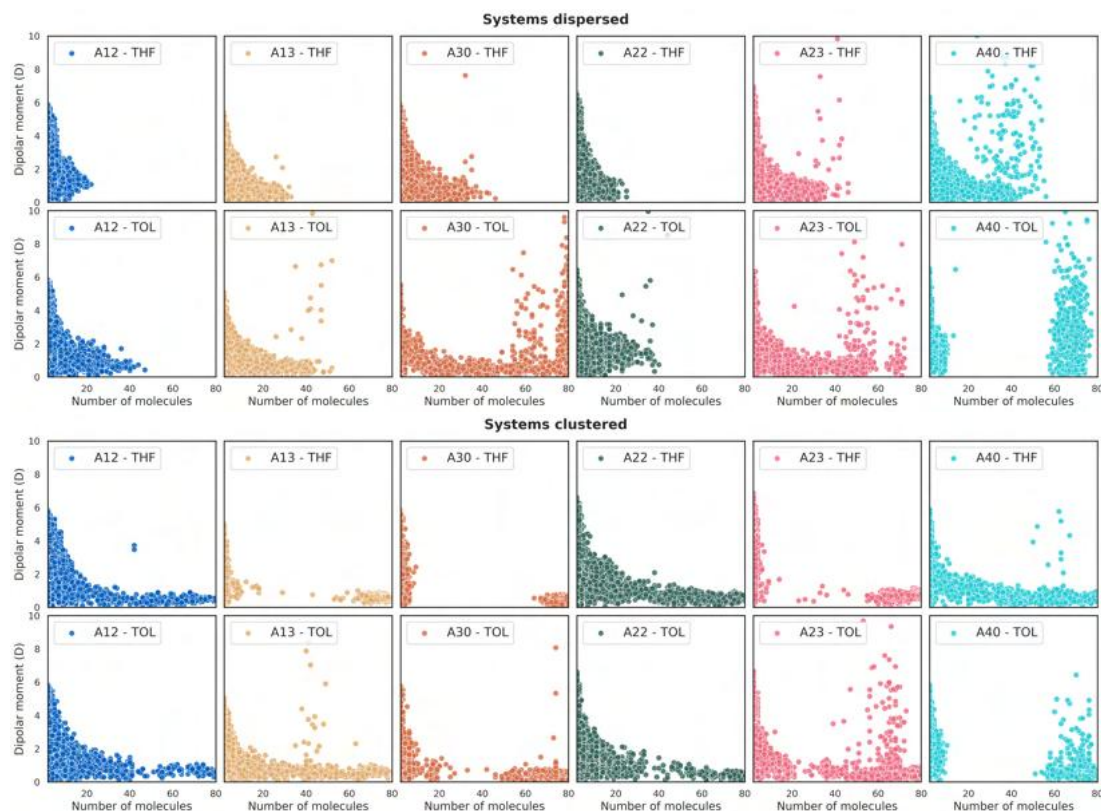 Systems dispersed
Dipolar moment (D)
10
8
6
4
2
0
A12 - THF
A13 - THF
A30 - THF
A22 - THF
A23 - THF
A40 - THF
Dipolar moment (D)
10
8
6
4
2
0
A12 - TOL
A13 - TOL
A30 - TOL
A22 - TOL
A23 - TOL
A40 - TOL
20 40 60 80 20 40 60 80 20 40 60 80 20 40 60 80 20 40 60 80 20 40 60 80
Number of molecules Number of molecules Number of molecules Number of molecules Number of molecules Number of molecules
Systems clustered
Dipolar moment (D)
10
8
6
4
2
0
A12 - THF
A13 - THF
A30 - THF
A22 - THF
A23 - THF
A40 - THF
Dipolar moment (D)
10
8
6
4
2
0
A12 - TOL
A13 - TOL
A30 - TOL
A22 - TOL
A23 - TOL
A40 - TOL
20 40 60 80 20 40 60 80 20 40 60 80 20 40 60 80 20 40 60 80 20 40 60 80
Number of molecules Number of molecules Number of molecules Number of molecules Number of molecules Number of molecules